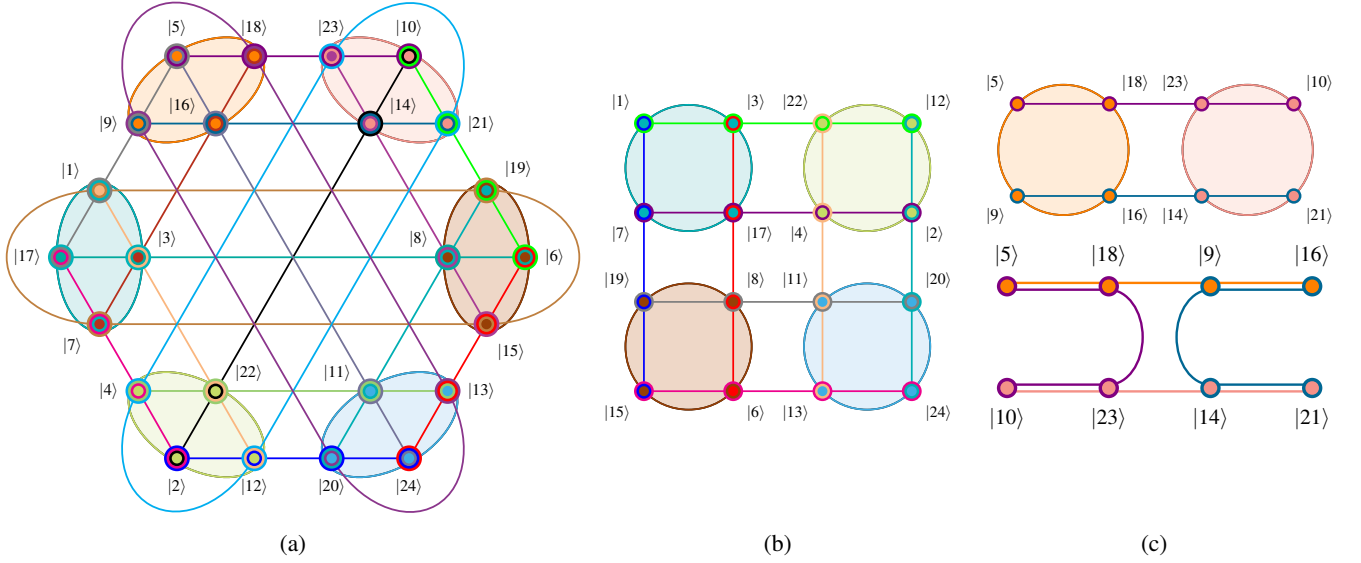 |5⟩ |18⟩ |23⟩ |10⟩
|16⟩ |14⟩
|9⟩ |21⟩
|1⟩ |19⟩
|17⟩ |3⟩ |8⟩ |6⟩
|7⟩ |15⟩
|4⟩ |22⟩ |11⟩ |13⟩
|2⟩ |12⟩ |20⟩ |24⟩
(a)
|1⟩ |3⟩ |22⟩ |12⟩
|7⟩ |17⟩ |4⟩ |2⟩
|19⟩ |8⟩ |11⟩ |20⟩
|15⟩ |6⟩ |13⟩ |24⟩
(b)
|5⟩ |18⟩ |23⟩ |10⟩
|9⟩ |16⟩ |14⟩ |21⟩
|5⟩ |18⟩ |9⟩ |16⟩
|10⟩ |23⟩ |14⟩ |21⟩
(c)